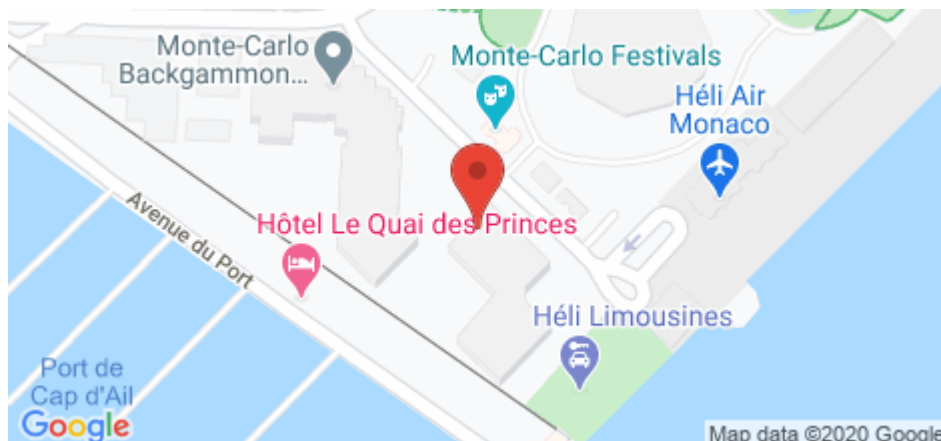 Monte-Carlo
Backgammon...
Monte-Carlo Festivals
Héli Air
Monaco
Hôtel Le Quai des Princes
Avenue du Port
Héli Limousines
Port de
Cap d'Ail
Google
Map data ©2020 Google